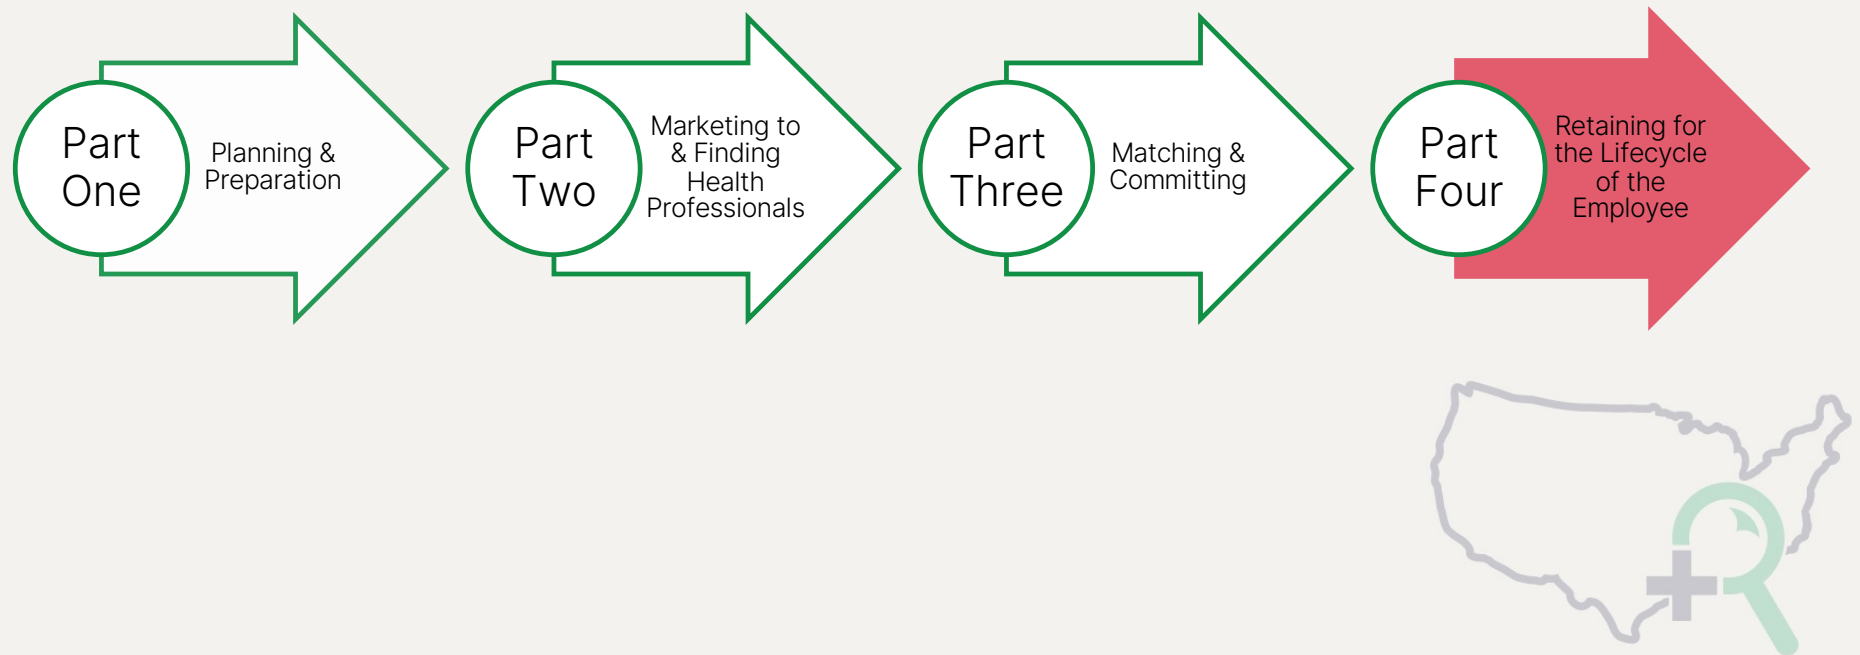 Part
One
Planning &
Preparation
Part
Two
Marketing to
& Finding
Health
Professionals
Part
Three
Matching &
Committing
Part
Four
Retaining for
the Lifecycle
of the
Employee